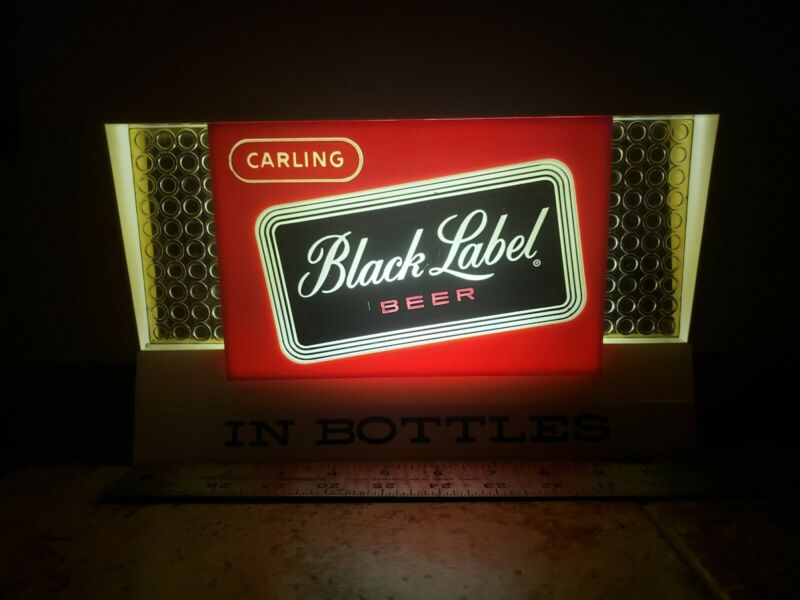 CARLING
Black Label®
BEER
IN BOTTLES